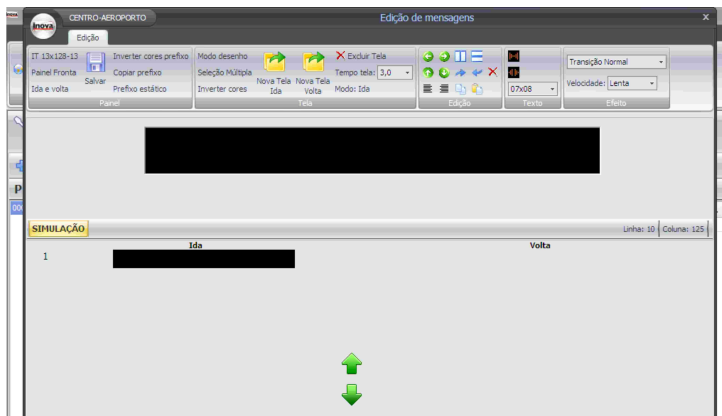 Inova
CENTRO-AEROPORTO
Edição de mensagens
x
Edição
IT 13x128-13
Painel Fronta
Ida e volta
Salvar
Inverter cores prefixo
Copiar prefixo
Prefixo estático
Painel
Modo desenho
Seleção Múltipla
Inverter cores
Nova Tela
Ida
Nova Tela
Volta
Excluir Tela
Tempo tela: 3,0
Modo: Ida
Tela
Edição
07x08
Texto
Transição Normal
Velocidade: Lenta
Efeito
SIMULAÇÃO
Linha: 10
Coluna: 125
Ida
Volta
1